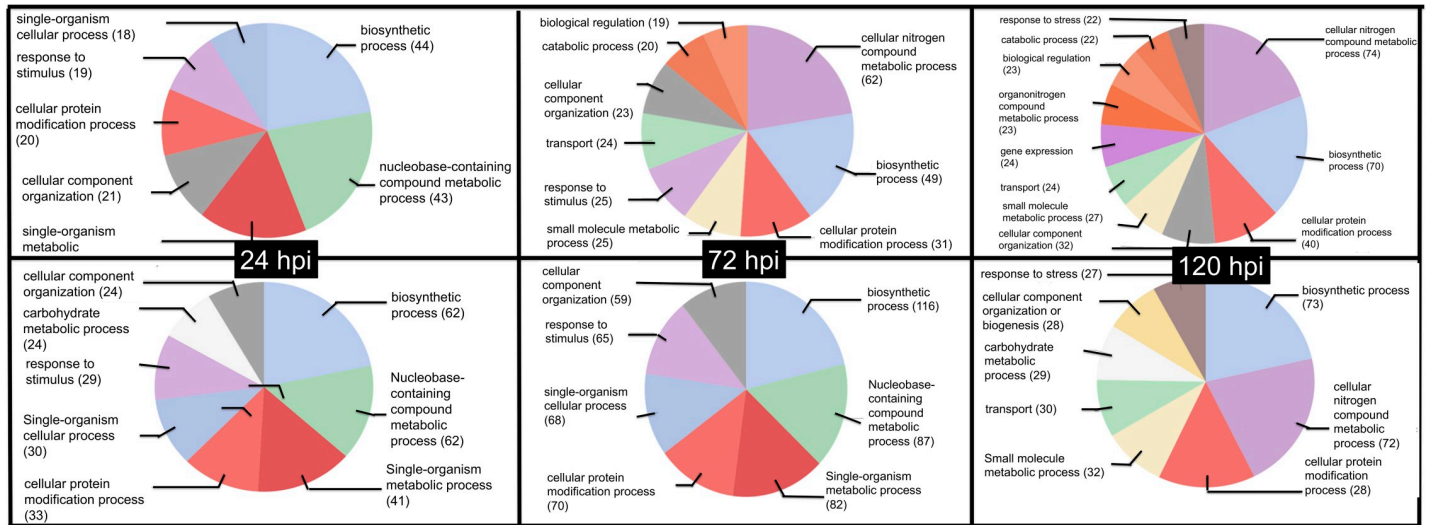 single-organism
cellular process (18)
response to
stimulus (19)
cellular protein
modification process
(20)
cellular component
organization (21)
single-organism
metabolic
biosynthetic
process (44)
nucleobase-containing
compound metabolic
process (43)
24 hpi
biological regulation (19)
catabolic process (20)
cellular
component
organization (23)
transport (24)
response to
stimulus (25)
small molecule metabolic
process (25)
cellular nitrogen
compound
metabolic process
(62)
biosynthetic
process (49)
cellular protein
modification process (31)
72 hpi
response to stress (22)
catabolic process (22)
biological regulation
(23)
organonitrogen
compound
metabolic process
(23)
gene expression
(24)
transport (24)
small molecule
metabolic process (27)
cellular component
organization (32)
cellular nitrogen
compound metabolic
process
(74)
biosynthetic
process (70)
cellular protein
modification process
(40)
120 hpi
cellular component
organization (24)
carbohydrate
metabolic process
(24)
response to
stimulus (29)
Single-organism
cellular process
(30)
cellular protein
modification process
(33)
biosynthetic
process (62)
Nucleobase-
containing
compound
metabolic
process (62)
Single-organism
metabolic process
(41)
cellular
component
organization (59)
response to
stimulus (65)
single-organism
cellular process
(68)
cellular protein
modification process
(70)
biosynthetic
process (116)
Nucleobase-
containing
compound
metabolic
process (87)
Single-organism
metabolic process
(82)
response to stress (27)
cellular component
organization or
biogenesis (28)
carbohydrate
metabolic
process (29)
transport (30)
Small molecule
metabolic process (32)
biosynthetic process
(73)
cellular
nitrogen
compound
metabolic
process (72)
cellular protein
modification
process (28)